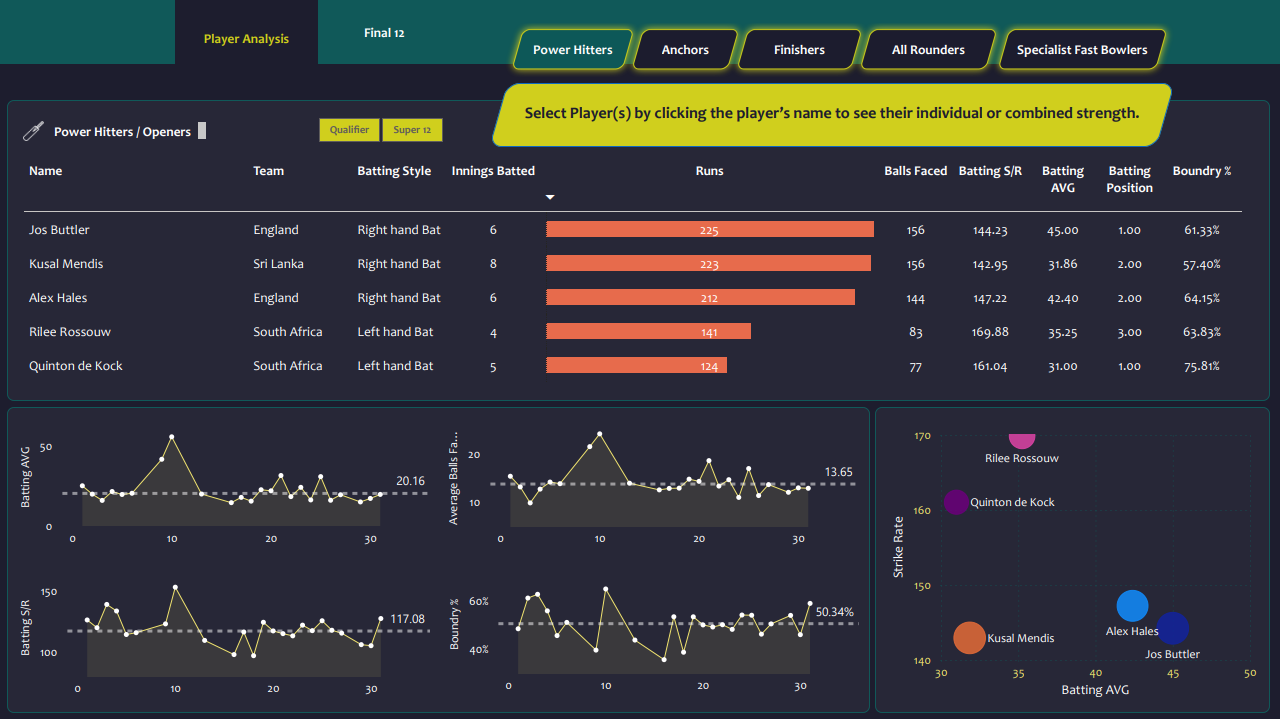 Player Analysis
Final 12
Power Hitters
Anchors
Finishers
All Rounders
Specialist Fast Bowlers
Select Player(s) by clicking the player's name to see their individual or combined strength.
Power Hitters / Openers
Qualifier
Super 12
Name Team Batting Style Innings Batted Runs Balls Faced Batting S/R Batting AVG Batting Position Boundry %
Jos Buttler England Right hand Bat 6 225 156 144.23 45.00 1.00 61.33%
Kusal Mendis Sri Lanka Right hand Bat 8 223 156 142.95 31.86 2.00 57.40%
Alex Hales England Right hand Bat 6 212 144 147.22 42.40 2.00 64.15%
Rilee Rossouw South Africa Left hand Bat 4 141 83 169.88 35.25 3.00 63.83%
Quinton de Kock South Africa Left hand Bat 5 124 77 161.04 31.00 1.00 75.81%
Batting AVG
50
0
20.16
0 10 20 30
Average Balls Fa...
20
10
13.65
0 10 20 30
Batting S/R
150
100
117.08
0 10 20 30
Boundry %
60%
40%
50.34%
0 10 20 30
Strike Rate
170
160
150
140
Rilee Rossouw
Quinton de Kock
Alex Hales
Kusal Mendis
Jos Buttler
30 35 40 45 50
Batting AVG